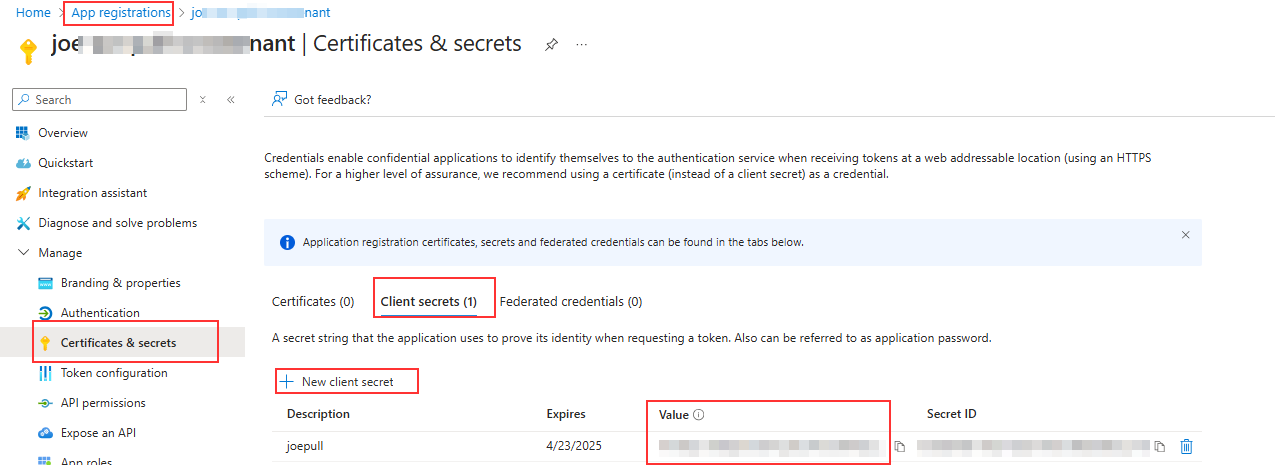 Home > App registrations > jo nant
joe nant | Certificates & secrets ...
Search
Got feedback?
Overview
Quickstart
Integration assistant
Diagnose and solve problems
Manage
Branding & properties
Authentication
Certificates & secrets
Token configuration
API permissions
Expose an API
App roles
Credentials enable confidential applications to identify themselves to the authentication service when receiving tokens at a web addressable location (using an HTTPS
scheme). For a higher level of assurance, we recommend using a certificate (instead of a client secret) as a credential.
Application registration certificates, secrets and federated credentials can be found in the tabs below.
Certificates (0) Client secrets (1) Federated credentials (0)
A secret string that the application uses to prove its identity when requesting a token. Also can be referred to as application password.
New client secret
Description Expires Value Secret ID
joepull 4/23/2025